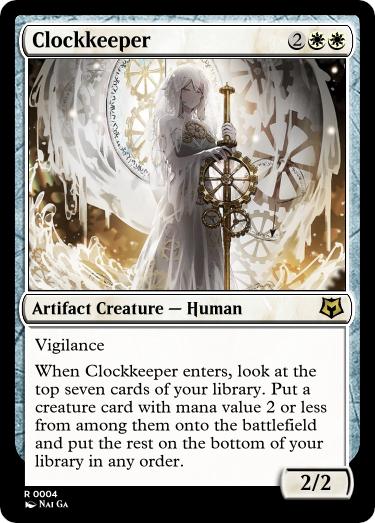 Clockkeeper 2
Artifact Creature — Human
Vigilance
When Clockkeeper enters, look at the
top seven cards of your library. Put a
creature card with mana value 2 or less
from among them onto the battlefield
and put the rest on the bottom of your
library in any order.
2/2
R 0004
Nai Ga